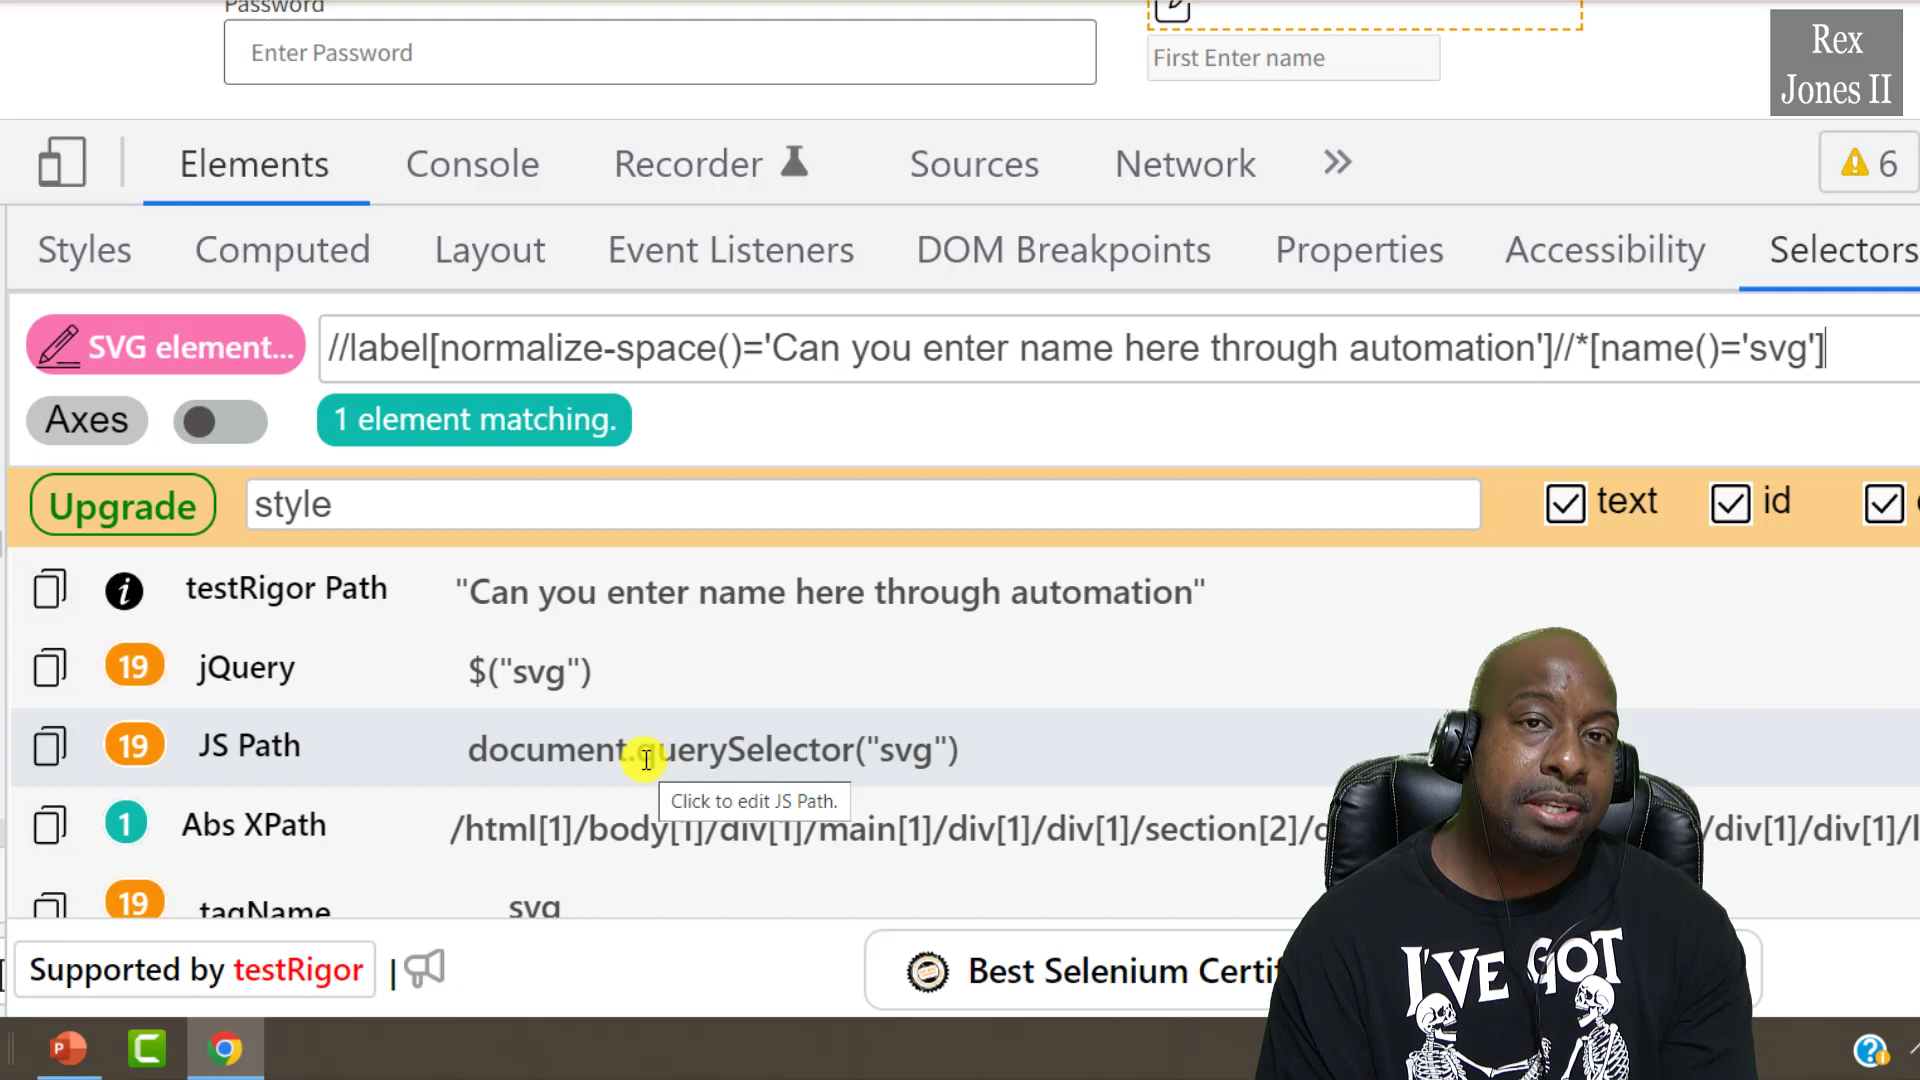 Password
Enter Password
First Enter name
Rex
Jones II
Elements Console Recorder Sources Network 6
Styles Computed Layout Event Listeners DOM Breakpoints Properties Accessibility Selectors
SVG element... //label[normalize-space()='Can you enter name here through automation']//*[name()='svg']
Axes 1 element matching.
Upgrade style text id
testRigor Path "Can you enter name here through automation"
19 jQuery $("svg")
19 JS Path document.querySelector("svg")
Click to edit JS Path.
1 Abs XPath /html[1]/body[1]/div[1]/main[1]/div[1]/div[1]/section[2]/ /div[1]/div[1]/
19 tagName svg
Supported by testRigor | Best Selenium Certif
I'VE GOT